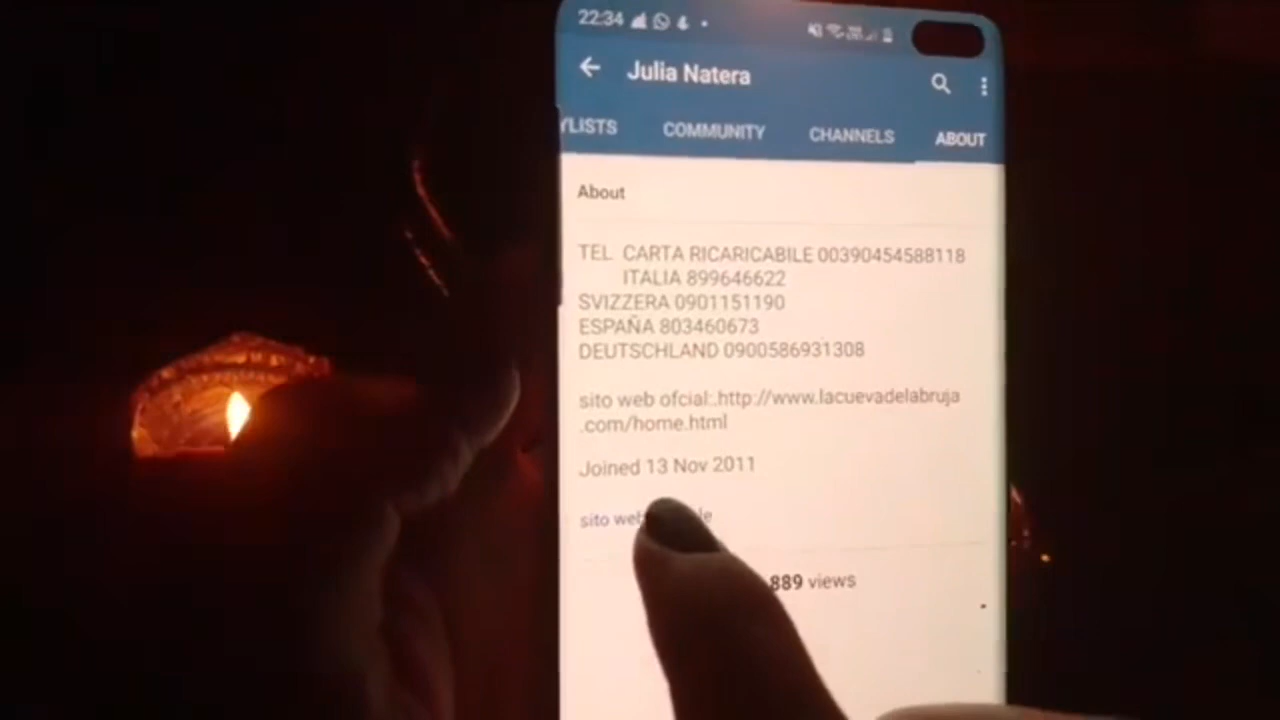 22:34
Julia Natera
YLISTS COMMUNITY CHANNELS ABOUT
About
TEL CARTA RICARICABILE 00390454588118
ITALIA 899646622
SVIZZERA 0901151190
ESPAÑA 803460673
DEUTSCHLAND 0900586931308
sito web ofcial:.http://www.lacuevadelabruja
.com/home.html
Joined 13 Nov 2011
sito web
889 views